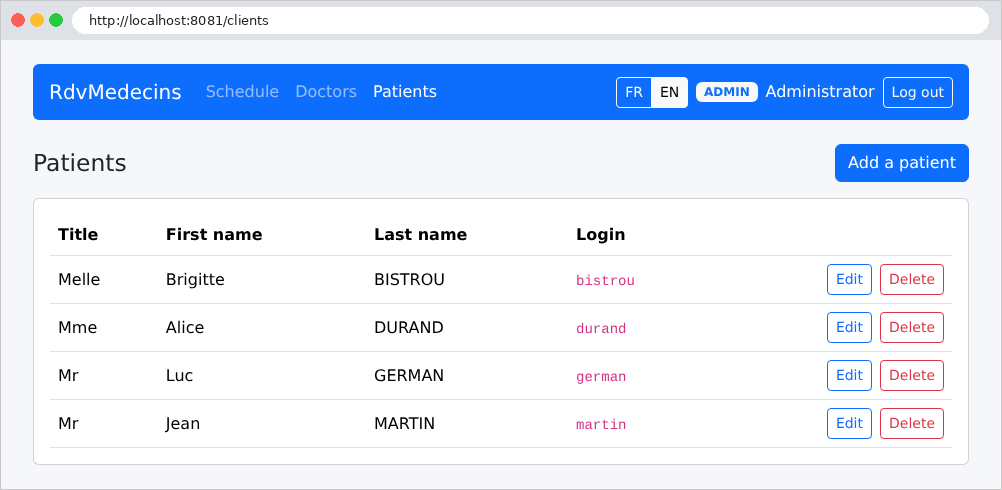 http://localhost:8081/clients
RdvMedecins Schedule Doctors Patients FR EN ADMIN Administrator Log out
Patients Add a patient
Title First name Last name Login
Melle Brigitte BISTROU bistrou Edit Delete
Mme Alice DURAND durand Edit Delete
Mr Luc GERMAN german Edit Delete
Mr Jean MARTIN martin Edit Delete